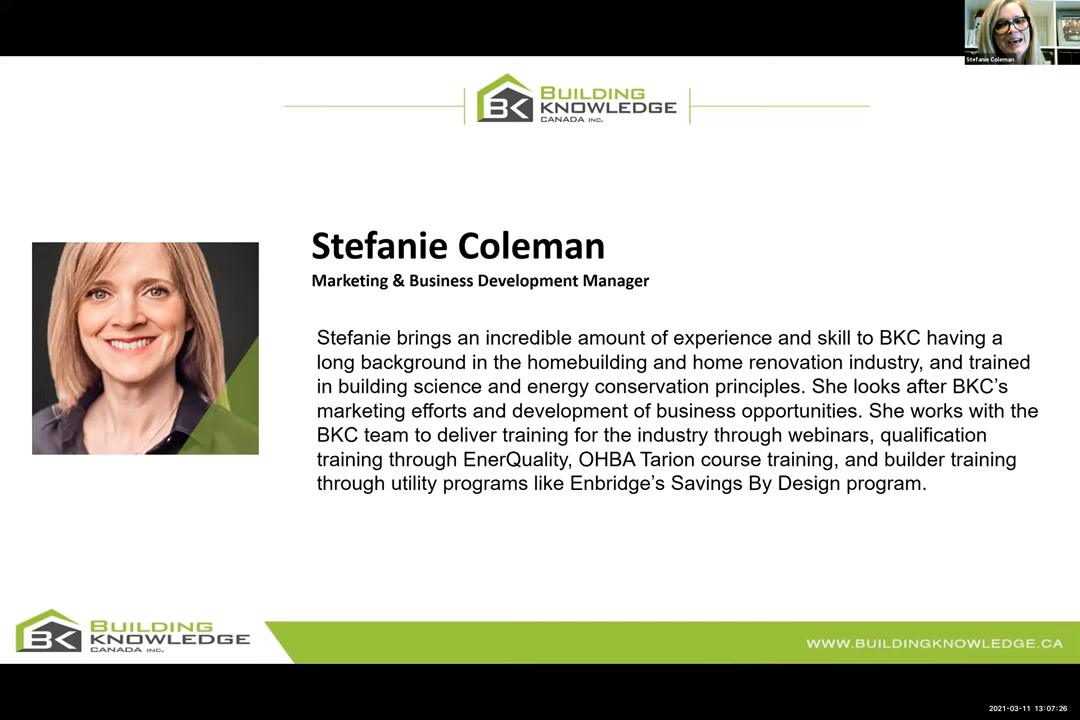 Stefanie Coleman
BK BUILDING
KNOWLEDGE
CANADA INC.
Stefanie Coleman
Marketing & Business Development Manager
Stefanie brings an incredible amount of experience and skill to BKC having a
long background in the homebuilding and home renovation industry, and trained
in building science and energy conservation principles. She looks after BKC’s
marketing efforts and development of business opportunities. She works with the
BKC team to deliver training for the industry through webinars, qualification
training through EnerQuality, OHBA Tarion course training, and builder training
through utility programs like Enbridge’s Savings By Design program.
BK BUILDING
KNOWLEDGE
CANADA INC.
WWW.BUILDINGKNOWLEDGE.CA
2021-03-11 13:07:26